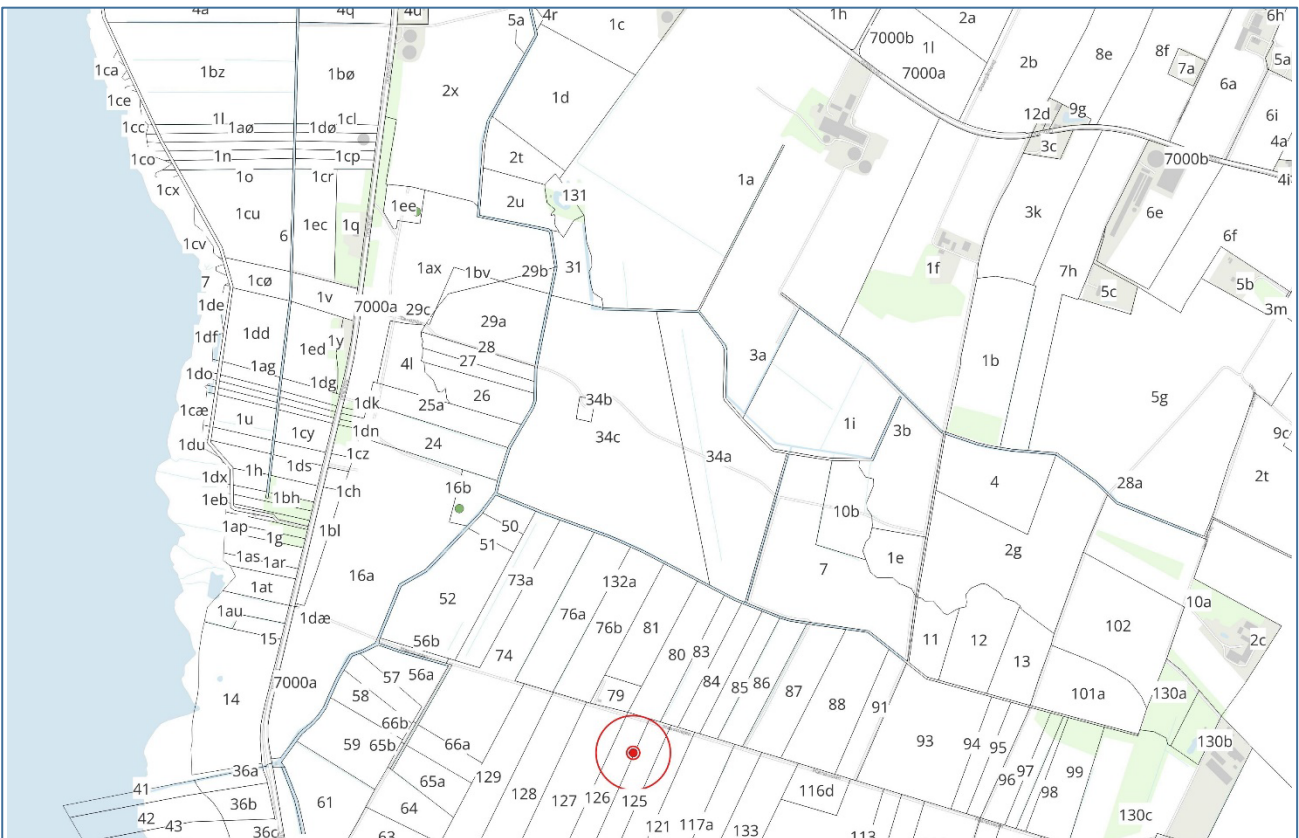 4a 4q 4u 5a 4r 1c 1h 2a 6h
7000b 1l 8e 8f 5a
1ca 1bz 1bø 2x 7000a 2b 7a 6a
1ce 1d 12d 9g 6i
1cc 1l 1aø 1dø 1cl 3c 4a
1co 1n 1cp 2t 7000b
1cx 1o 1cr 1a 4i
1cu 1ee 2u 131 3k 6e
1ec 1q
1cv 6 6f
7 1cø 1ax 1bv 29b 31 1f 7h
1v 5c 5b
1de 7000a 29c 3m
1df 1dd 1ed 1y 29a
28 3a
1do 1ag 4l 27 1b
1dg 26 5g
1cæ 1dk 25a 34b
1u 1cy 1dn 34c 1i 3b 9c
1du 24
1h 1ds 1cz 34a
1dx 1ch 16b 28a 4 2t
1eb 1bh
1ap 1g 1bl 50 10b
1as 1ar 51 1e 2g
1at 16a 73a 132a 7
1au 1dæ 52 76a 10a
15 56b 76b 81 11 12 102
74 80 83 13 2c
14 7000a 57 56a 84 85 86 87 88 91 101a 130a
58 79
66b 93 94 95 130b
59 65b 66a
36a 129 96 97 99
41 65a 128 116d 98
42 36b 61 64 127 126 125 130c
43 36c 63 121 117a 133 113